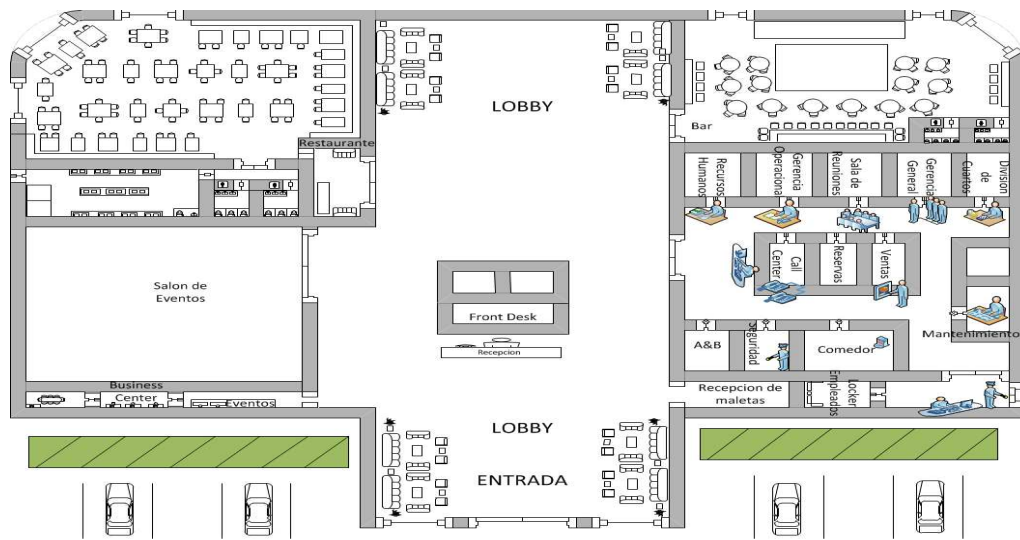 LOBBY
Restaurante
Bar
Recursos
Humanos
Gerencia
Operacional
Sala de
Reuniones
Gerencia
General
Division
de
Cuartos
Salon de
Eventos
Call
Center
Reservas
Ventas
Front Desk
Recepcion
A&B
Seguridad
Comedor
Mantenimiento
Business
Center
Eventos
Recepcion de
maletas
Locker
Empleados
LOBBY
ENTRADA